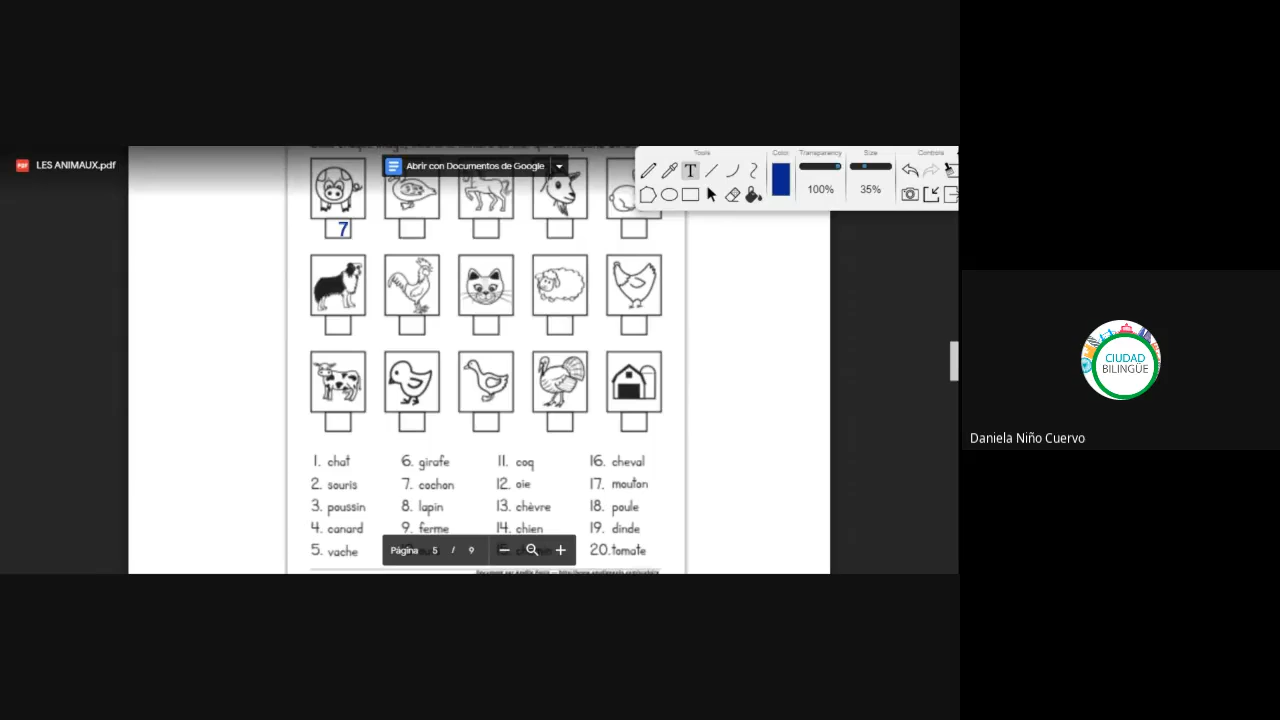 Tools
Color
Transparency
Size
Controls
PDF
LES ANIMAUX.pdf
Abrir con Documentos de Google
T
100%
35%
7
CIUDAD
BILINGÜE
Daniela Niño Cuervo
1. chat 6. girafe 11. coq 16. cheval
2. souris 7. cochon 12. oie 17. mouton
3. poussin 8. lapin 13. chèvre 18. poule
4. canard 9. ferme 14. chien 19. dinde
5. vache 20. tomate
Página 5 / 9